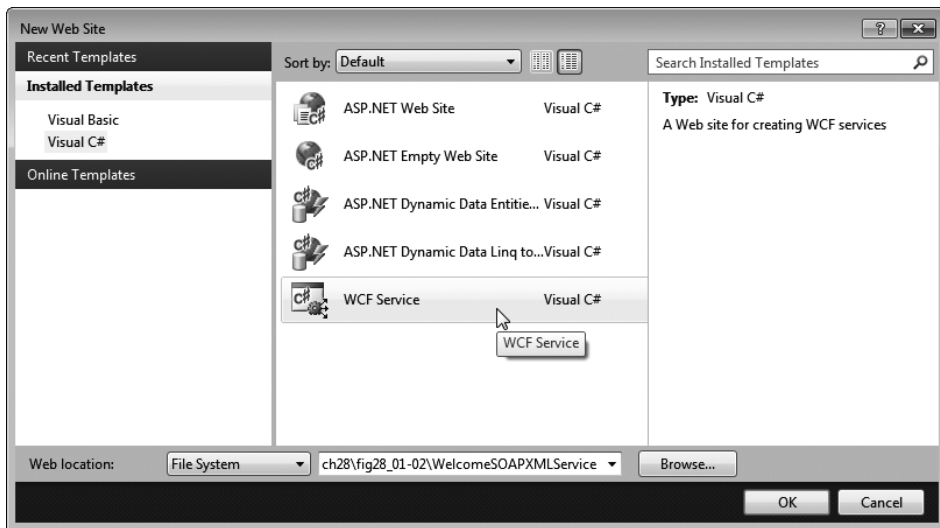 New Web Site
Recent Templates
Installed Templates
Visual Basic
Visual C#
Online Templates
Sort by: Default
ASP.NET Web Site Visual C#
ASP.NET Empty Web Site Visual C#
ASP.NET Dynamic Data Entitie... Visual C#
ASP.NET Dynamic Data Linq to...Visual C#
WCF Service Visual C#
WCF Service
Search Installed Templates
Type: Visual C#
A Web site for creating WCF services
Web location: File System ch28\fig28_01-02\WelcomeSOAPXMLService Browse...
OK Cancel